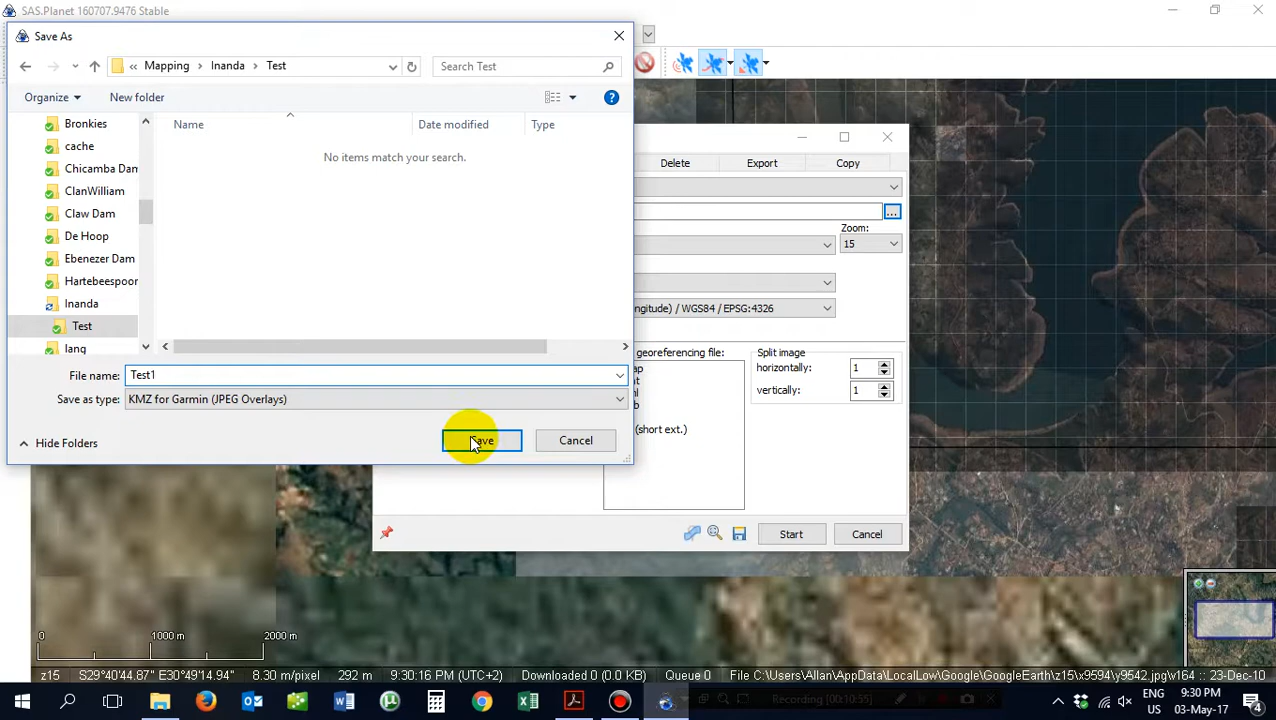 SAS.Planet 160707.9476 Stable
Save As
« Mapping > Inanda > Test
Search Test
Organize
New folder
Name
Date modified
Type
No items match your search.
Bronkies
cache
Chicamba Dam
ClanWilliam
Claw Dam
De Hoop
Ebenezer Dam
Hartebeespoor
Inanda
Test
lang
File name:
Test1
Save as type:
KMZ for Garmin (JPEG Overlays)
Hide Folders
Cancel
Delete
Export
Copy
...
Zoom:
15
/ WGS84 / EPSG:4326
georeferencing file:
(short ext.)
Split image
horizontally:
1
vertically:
1
Start
Cancel
0
1000 m
2000 m
z15
S29°40'44.87" E30°49'14.94"
8.30 m/pixel
292 m
9:30:16 PM (UTC+2)
Downloaded 0 (0.0 Kb)
Queue 0
File C:\Users\Allan\AppData\LocalLow\Google\GoogleEarth\z15\x9594\y9542.jpg\w164 :: 23-Dec-10
Recording [00:10:55]
ENG
US
9:30 PM
03-May-17
4